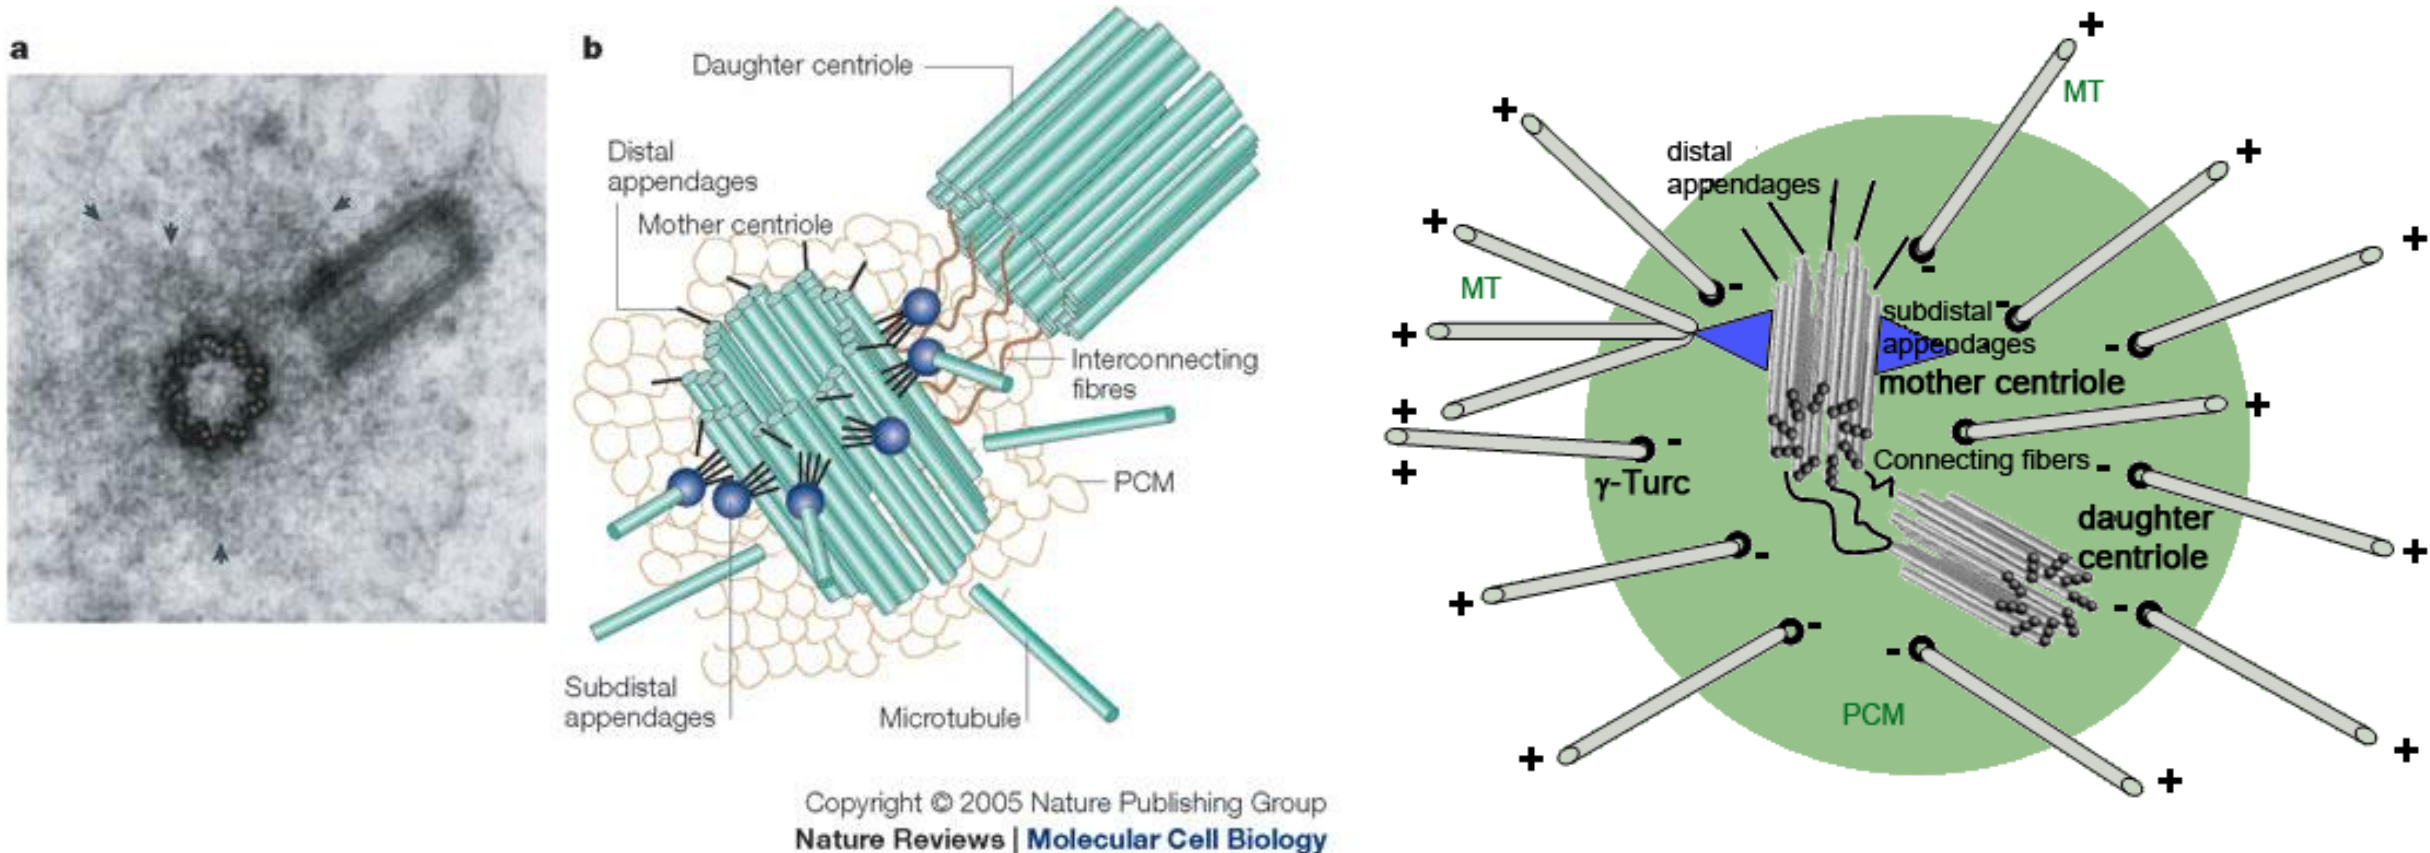 a
b
Daughter centriole
Distal
appendages
Mother centriole
Interconnecting
fibres
PCM
Subdistal
appendages
Microtubule
Copyright © 2005 Nature Publishing Group
Nature Reviews | Molecular Cell Biology
+
MT
+
distal
appendages
+
+
+
MT
-
-
-
subdistal
appendages
-
-
+
mother centriole
+
+
+
-
Connecting fibers
-
γ-Turc
daughter
centriole
-
+
+
-
-
-
PCM
+
+
+